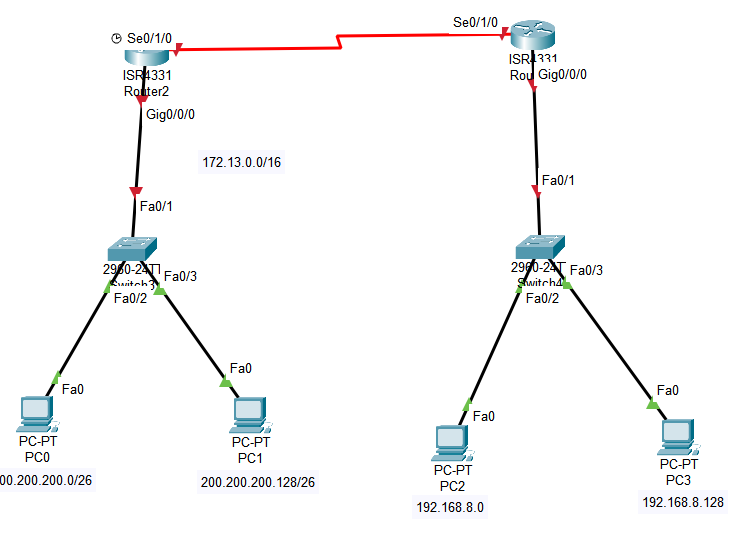 Se0/1/0
Se0/1/0
ISR4331
Router2
ISR4331
Gig0/0/0
Gig0/0/0
172.13.0.0/16
Fa0/1
Fa0/1
2960-24TT
Switch3
Fa0/3
Fa0/2
2960-24TT
Switch4
Fa0/3
Fa0/2
Fa0
Fa0
Fa0
Fa0
PC-PT
PC0
PC-PT
PC1
PC-PT
PC2
PC-PT
PC3
00.200.200.0/26
200.200.200.128/26
192.168.8.0
192.168.8.128